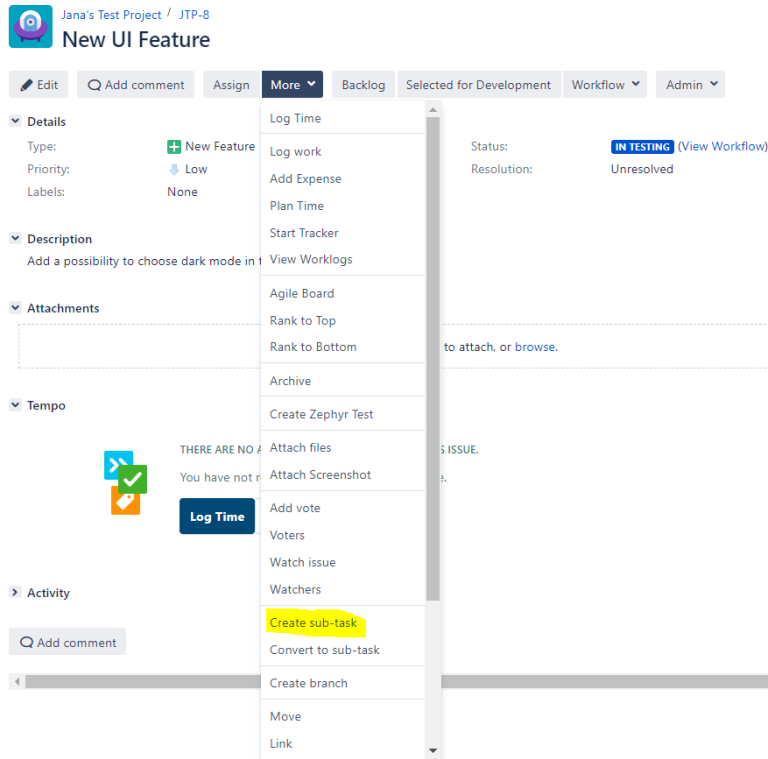 Jana's Test Project / JTP-8
New UI Feature
Edit Add comment Assign More Backlog Selected for Development Workflow Admin
Details
Type: New Feature Status: IN TESTING (View Workflow)
Priority: Low Resolution: Unresolved
Labels: None
Description
Add a possibility to choose dark mode in
Attachments
to attach, or browse.
Tempo
THERE ARE NO ISSUE.
You have not
Log Time
Activity
Add comment
Log Time
Log work
Add Expense
Plan Time
Start Tracker
View Worklogs
Agile Board
Rank to Top
Rank to Bottom
Archive
Create Zephyr Test
Attach files
Attach Screenshot
Add vote
Voters
Watch issue
Watchers
Create sub-task
Convert to sub-task
Create branch
Move
Link